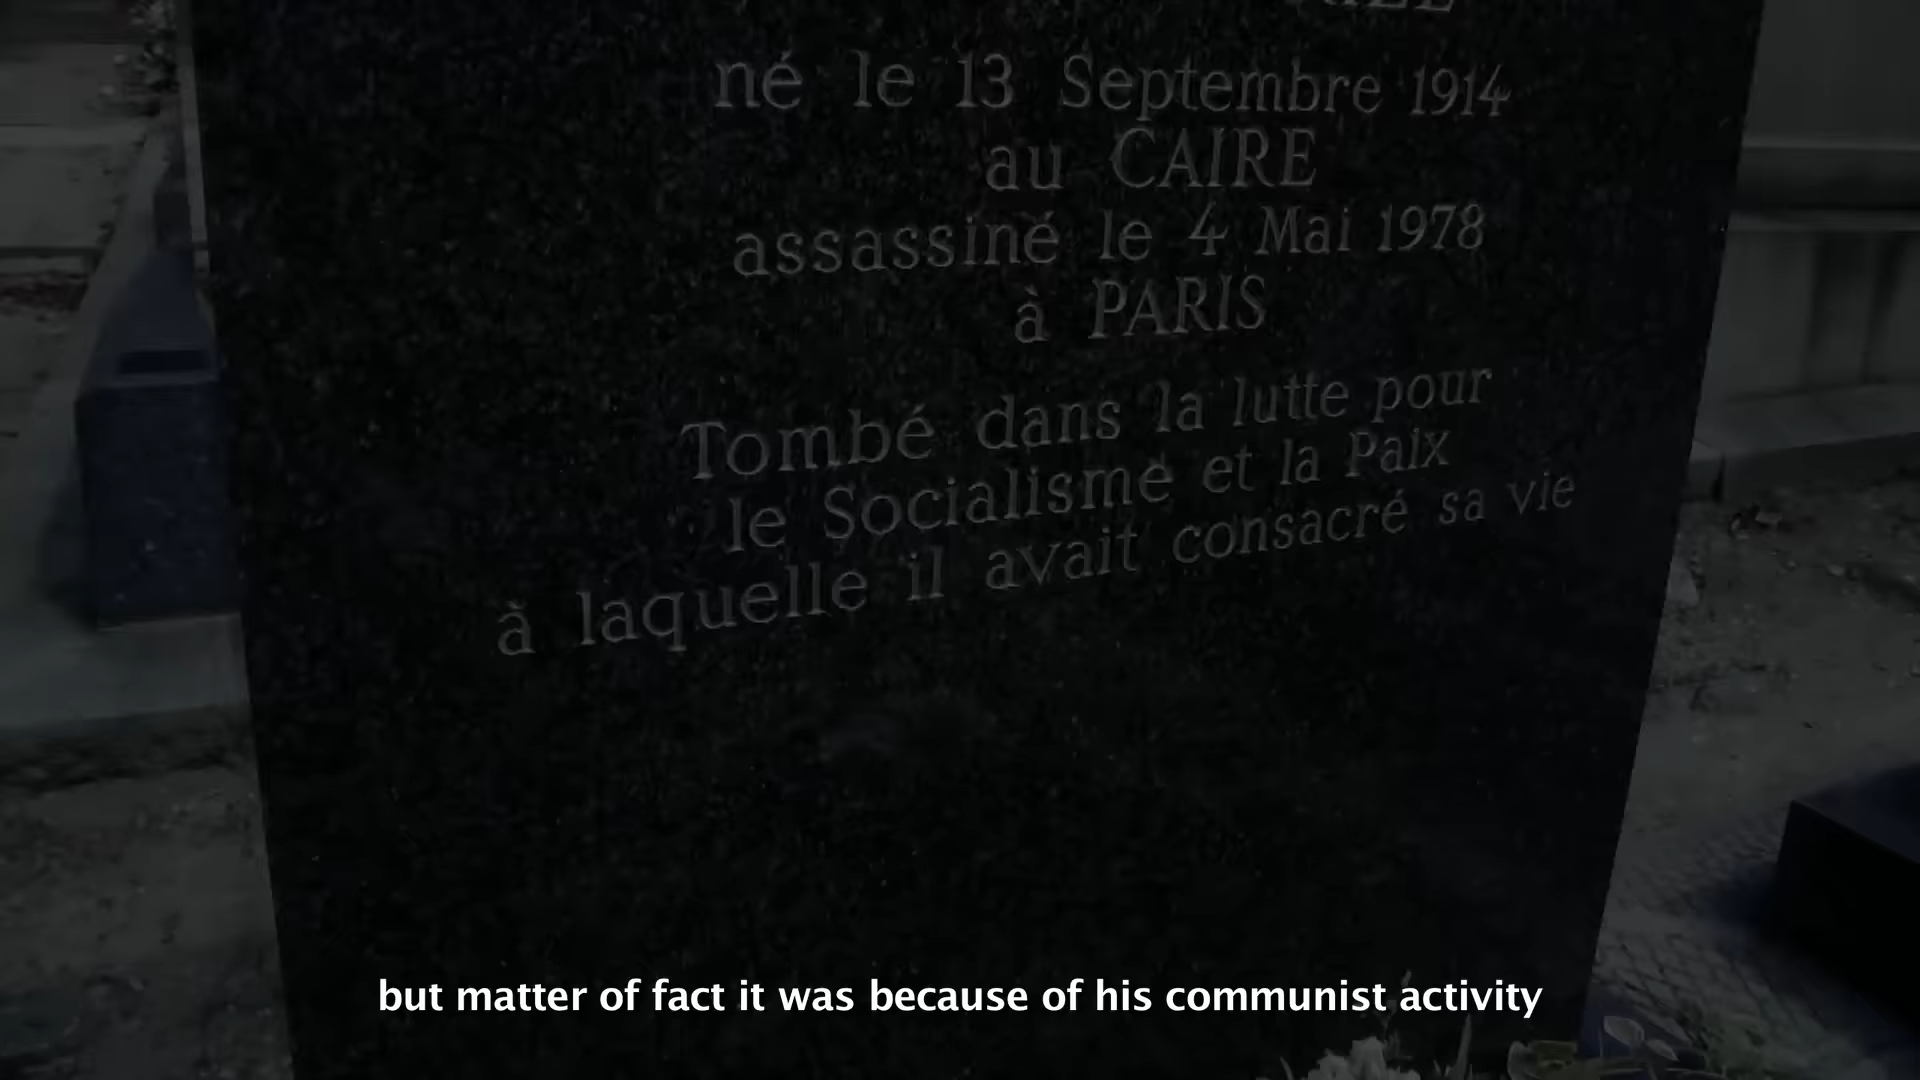 né le 13 Septembre 1914
au CAIRE
assassiné le 4 Mai 1978
à PARIS
Tombé dans la lutte pour
le Socialisme et la Paix
à laquelle il avait consacré sa vie
but matter of fact it was because of his communist activity